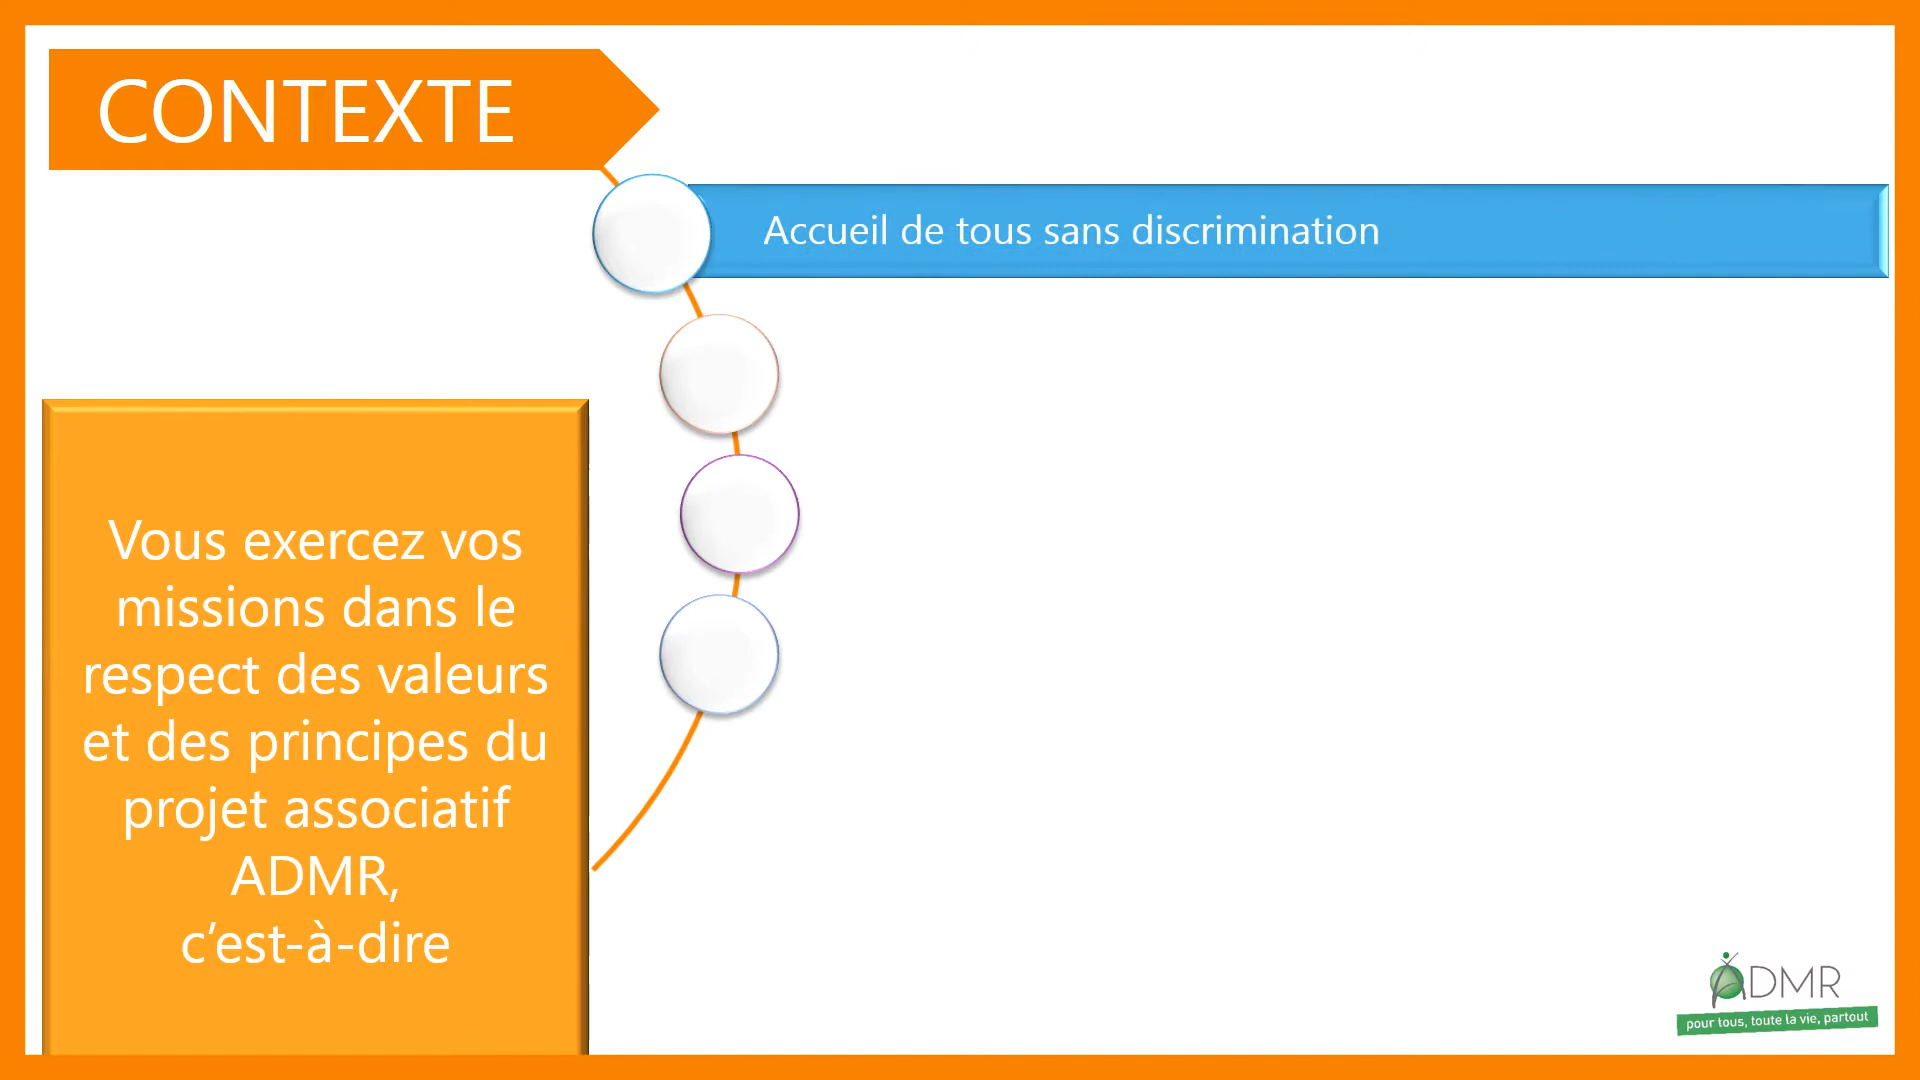 CONTEXTE
Accueil de tous sans discrimination
Vous exercez vos
missions dans le
respect des valeurs
et des principes du
projet associatif
ADMR,
c’est-à-dire
ADMR
pour tous, toute la vie, partout